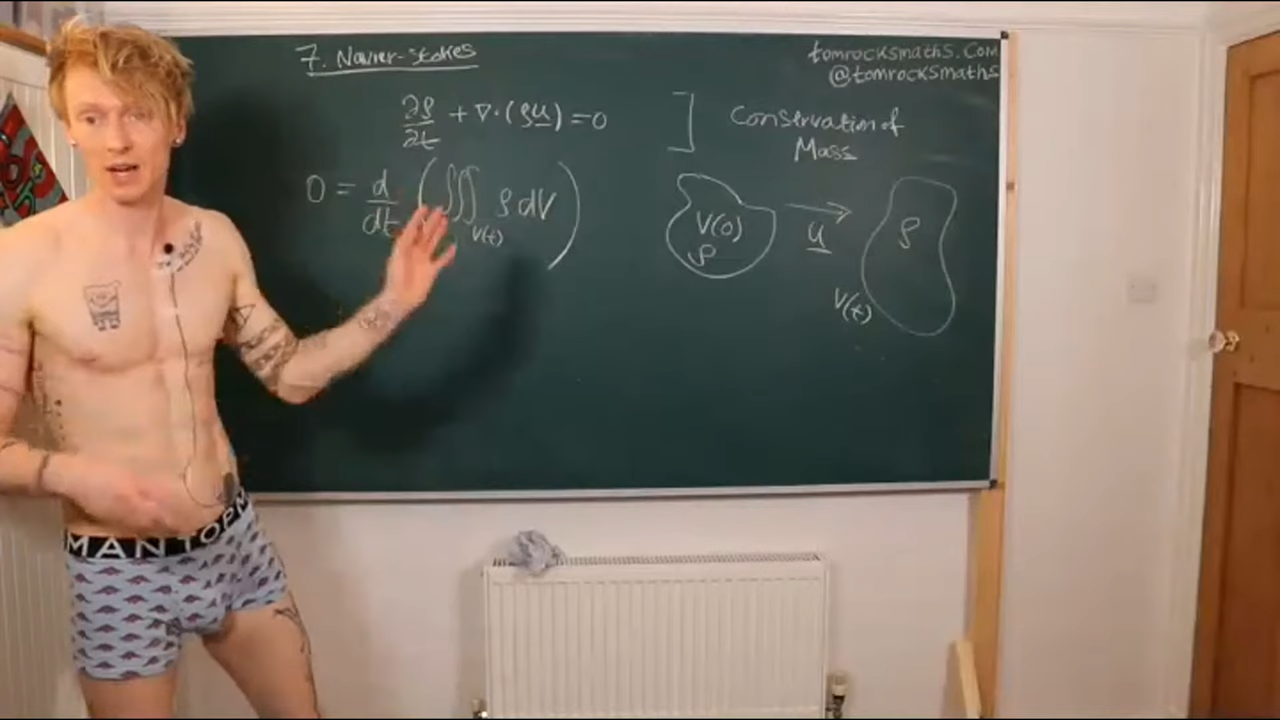 7. Navier-Stokes
tomrocksmaths.com
@tomrocksmaths
∂ρ/∂t + ∇·(ρu) = 0
Conservation of
Mass
0 = d/dt (∭ ρ dV)
V(t)
V(0)
ρ
u
ρ
V(t)
MANTOPM